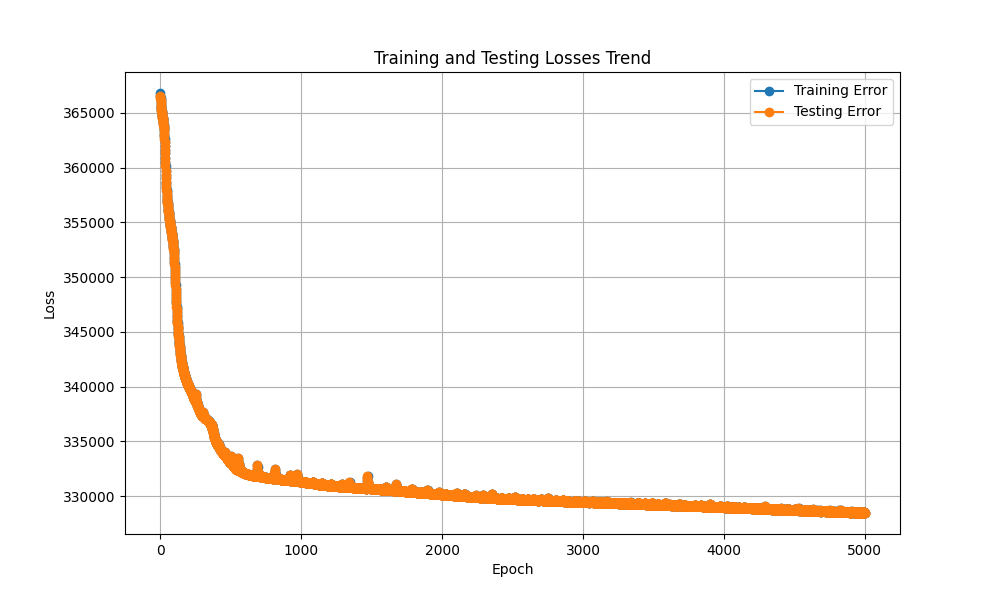 Training and Testing Losses Trend
Training Error
Testing Error
Loss
365000
360000
355000
350000
345000
340000
335000
330000
0 1000 2000 3000 4000 5000
Epoch